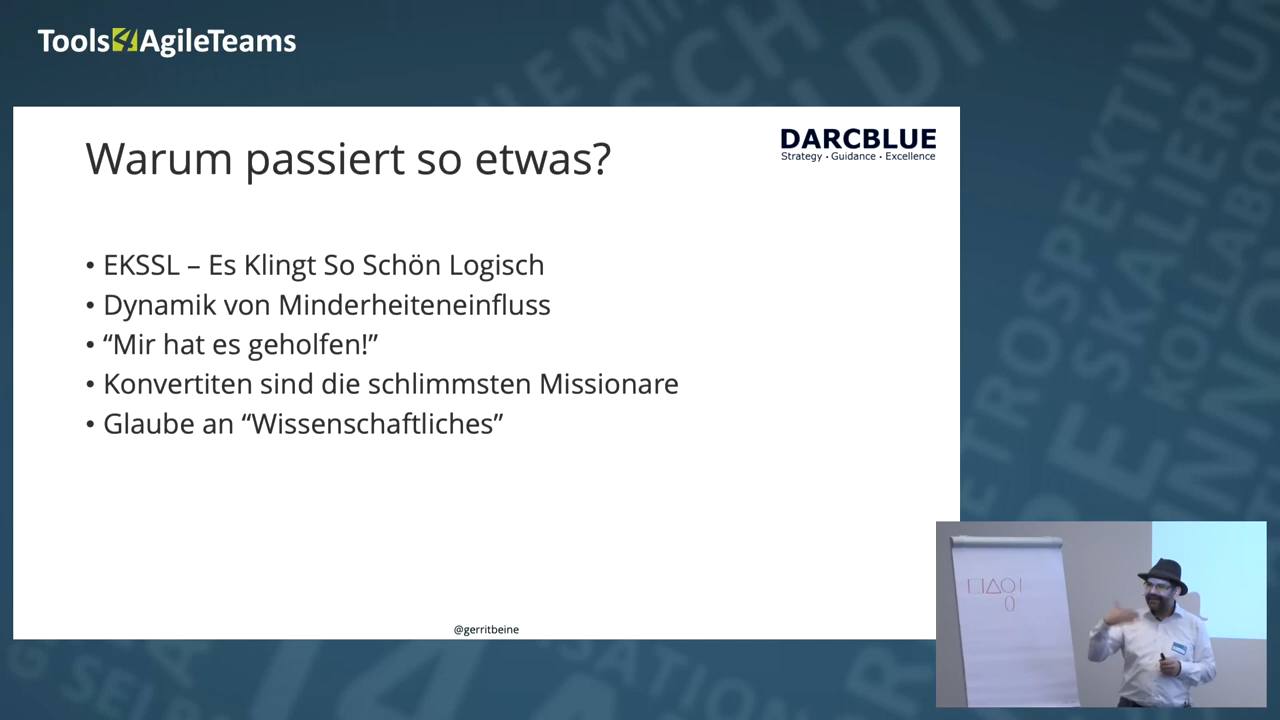 Tools4AgileTeams
Warum passiert so etwas?
DARCBLUE
Strategy • Guidance • Excellence
• EKSSL – Es Klingt So Schön Logisch
• Dynamik von Minderheiteneinfluss
• “Mir hat es geholfen!”
• Konvertiten sind die schlimmsten Missionare
• Glaube an “Wissenschaftliches”
@gerritbeine